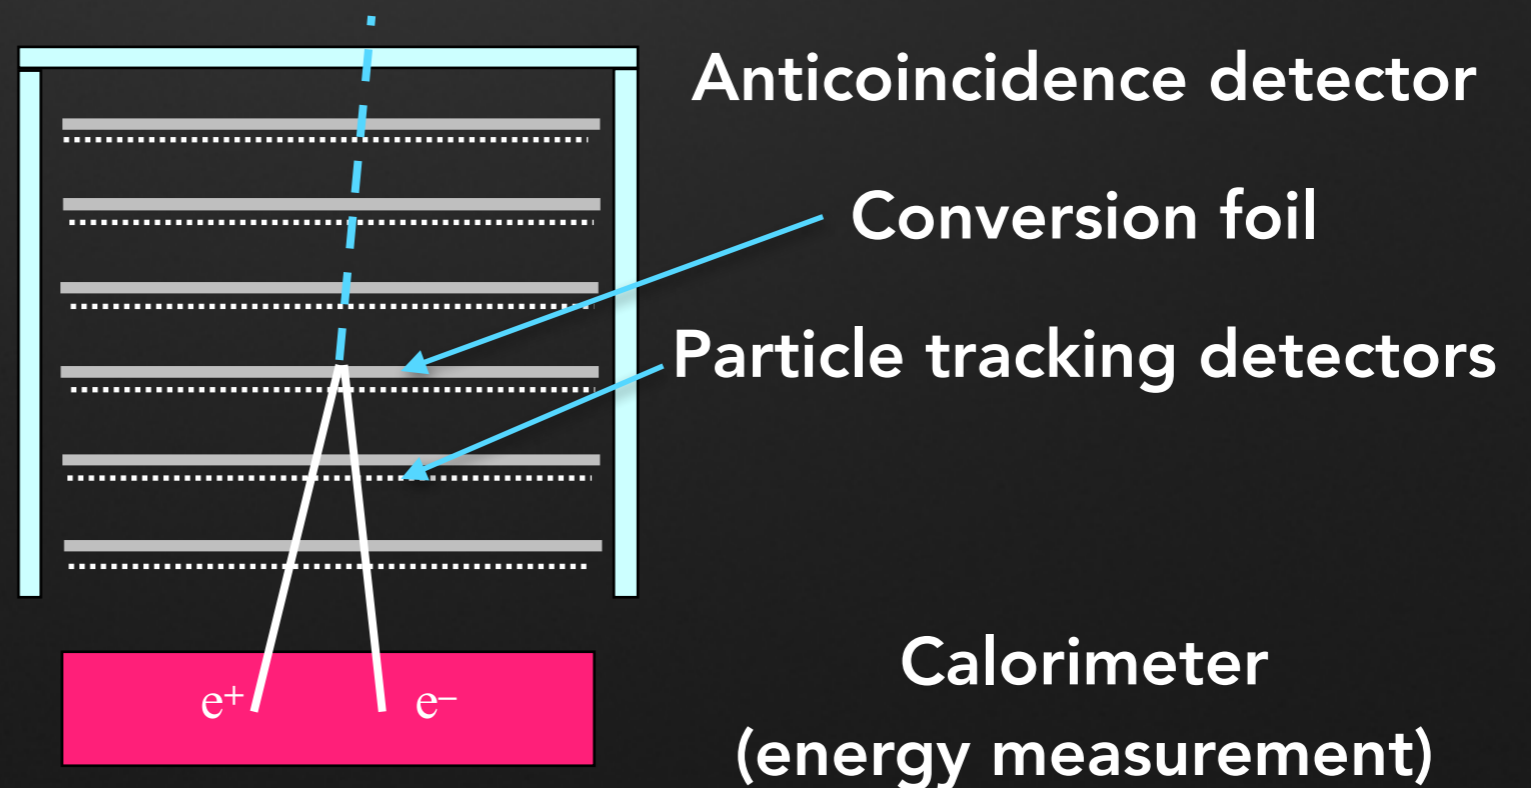 Anticoincidence detector
Conversion foil
Particle tracking detectors
e⁺ e⁻
Calorimeter
(energy measurement)